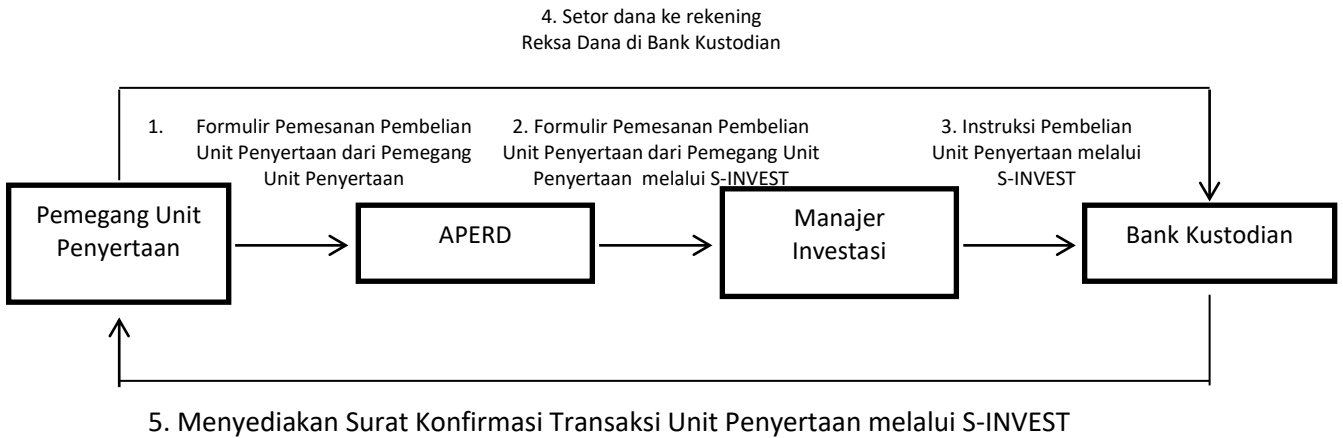 4. Setor dana ke rekening
Reksa Dana di Bank Kustodian
1. Formulir Pemesanan Pembelian
Unit Penyertaan dari Pemegang
Unit Penyertaan
2. Formulir Pemesanan Pembelian
Unit Penyertaan dari Pemegang Unit
Penyertaan melalui S-INVEST
3. Instruksi Pembelian
Unit Penyertaan melalui
S-INVEST
Pemegang Unit
Penyertaan
APERD
Manajer
Investasi
Bank Kustodian
5. Menyediakan Surat Konfirmasi Transaksi Unit Penyertaan melalui S-INVEST